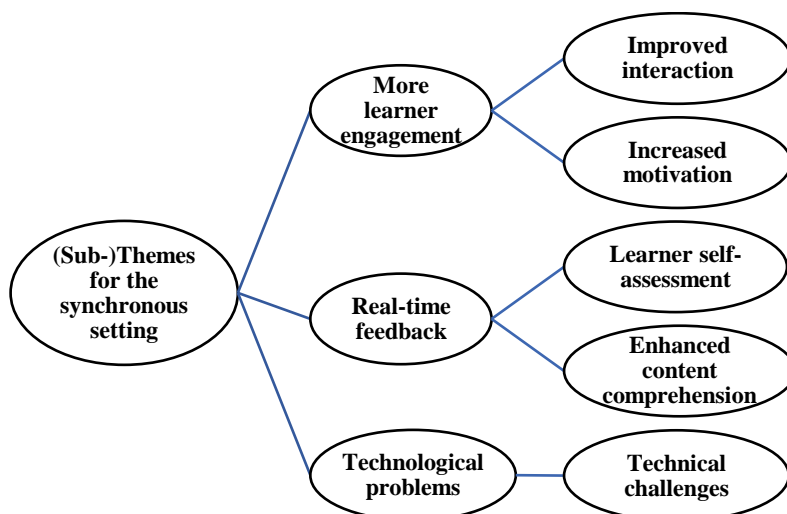 Improved
interaction
More
learner
engagement
Increased
motivation
(Sub-)Themes
for the
synchronous
setting
Learner self-
assessment
Real-time
feedback
Enhanced
content
comprehension
Technological
problems
Technical
challenges